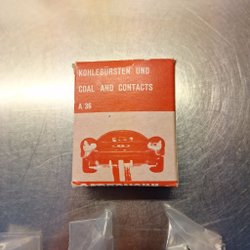 KOHLEBÜRSTEN UND
COAL AND CONTACTS
A 36